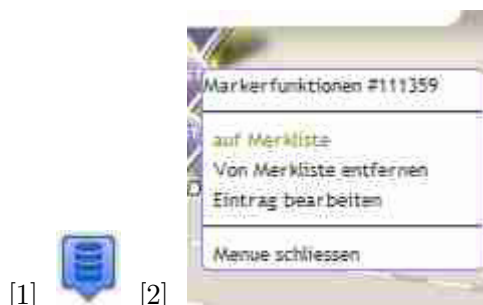 Markerfunktionen #111359
auf Merkliste
Von Merkliste entfernen
Eintrag bearbeiten
Menue schliessen
[1] [2]